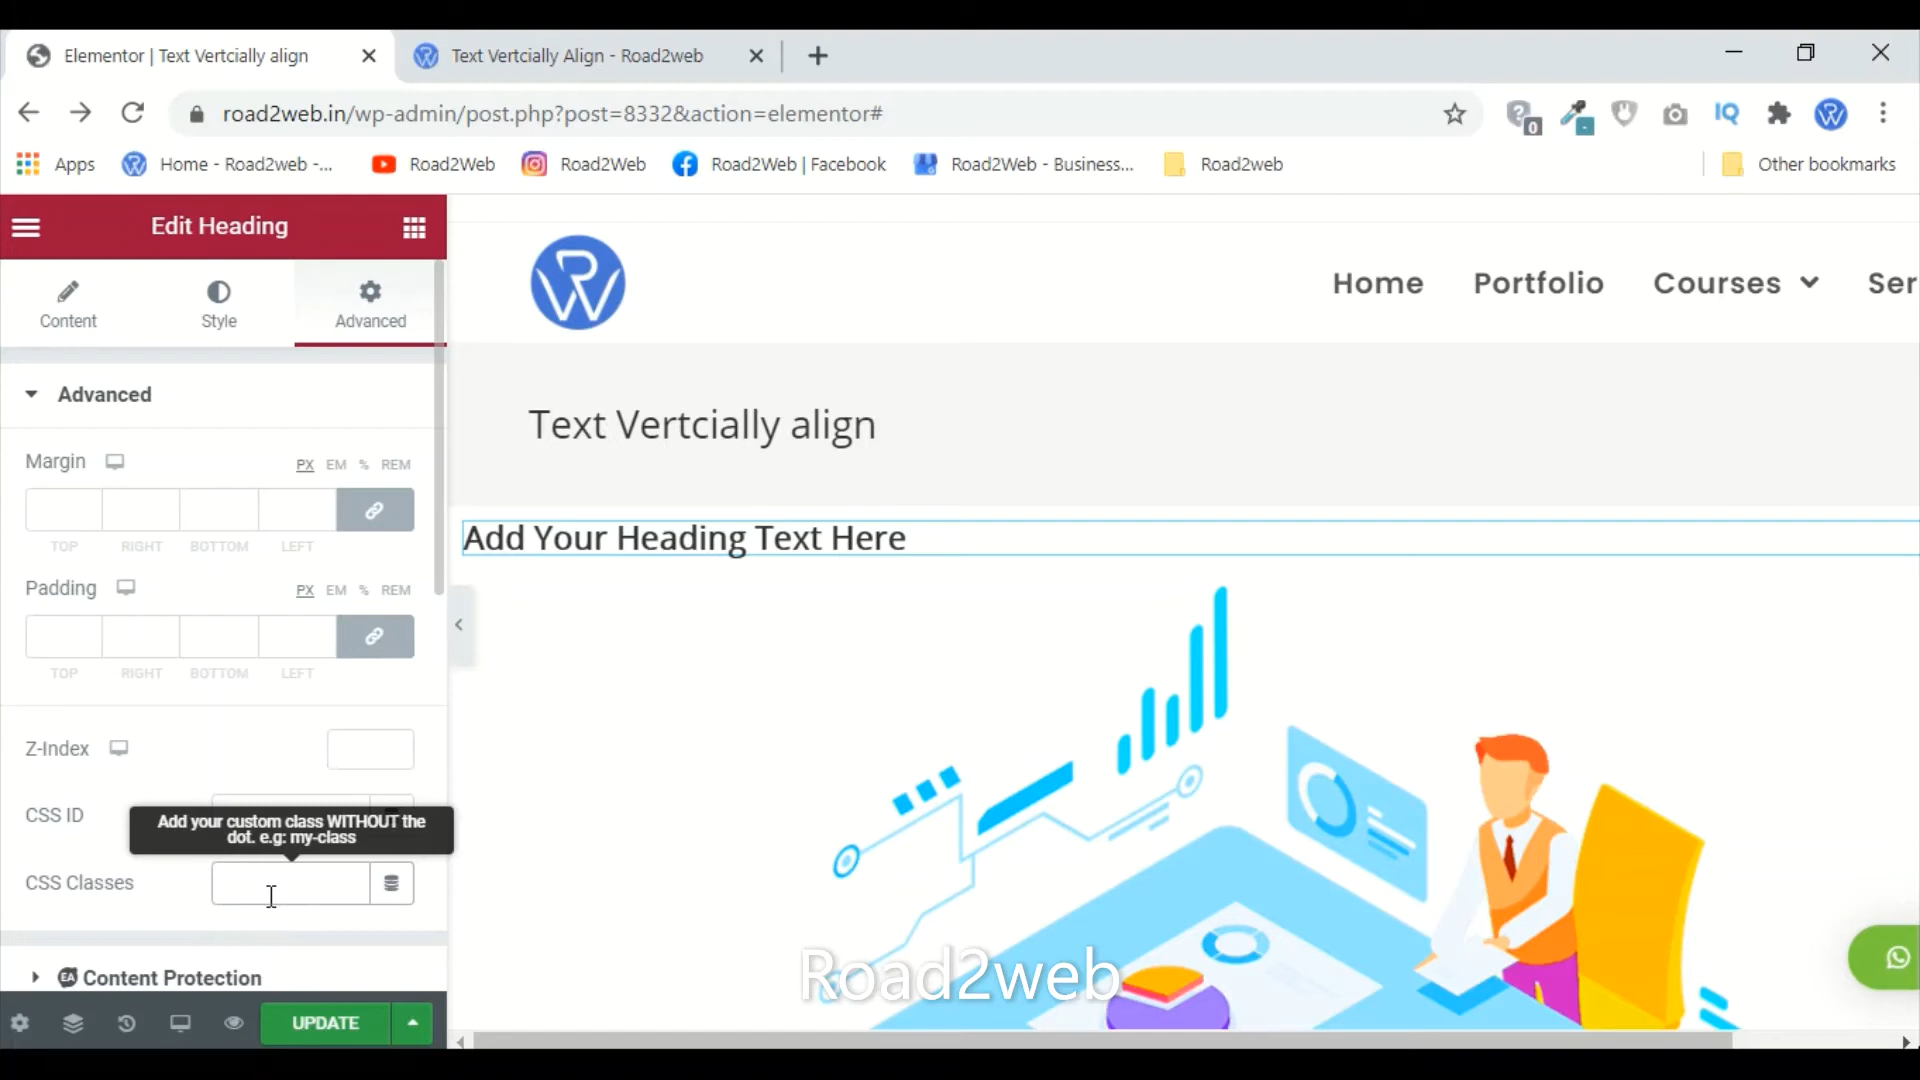 Elementor | Text Vertcially align
Text Vertcially Align - Road2web
road2web.in/wp-admin/post.php?post=8332&action=elementor#
0
IQ
Apps
Home - Road2web -...
Road2Web
Road2Web
Road2Web | Facebook
Road2Web - Business...
Road2web
Other bookmarks
Edit Heading
Content
Style
Advanced
Home
Portfolio
Courses
Ser
Advanced
Text Vertcially align
Margin
PX EM % REM
TOP RIGHT BOTTOM LEFT
Add Your Heading Text Here
Padding
PX EM % REM
TOP RIGHT BOTTOM LEFT
Z-Index
CSS ID
Add your custom class WITHOUT the
dot. e.g: my-class
CSS Classes
EA Content Protection
Road2web
UPDATE